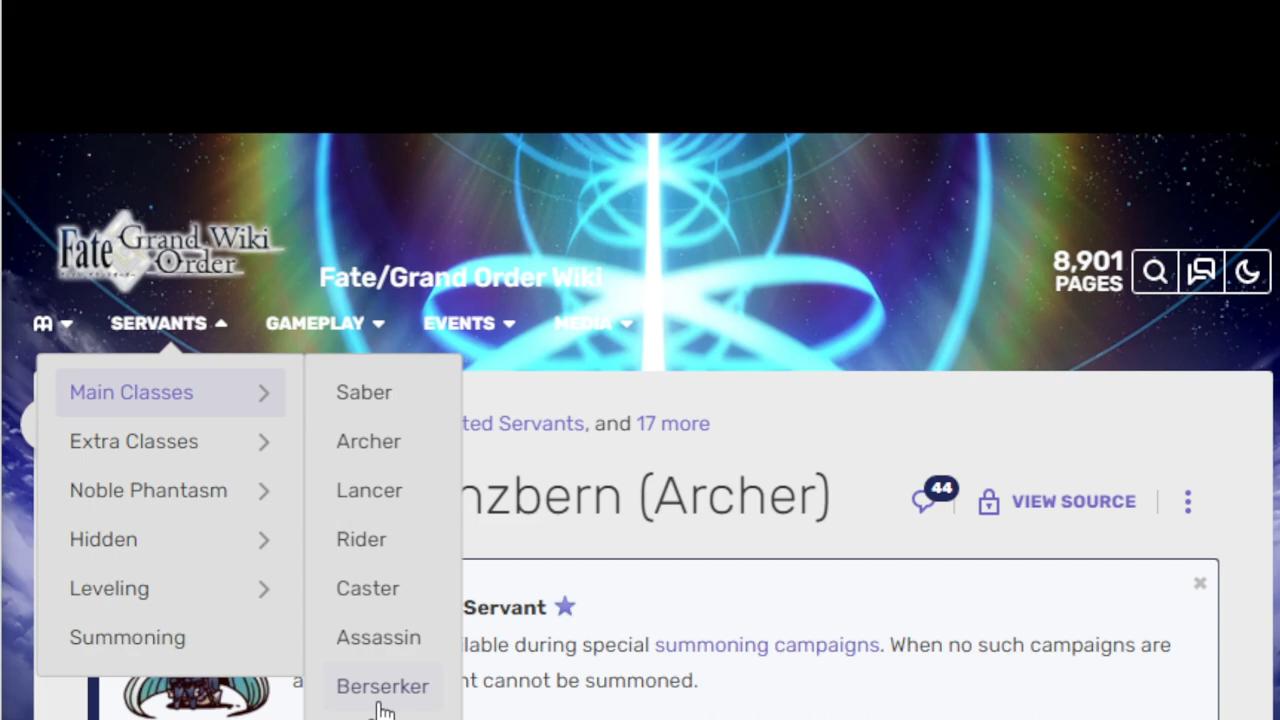 Fate Grand Wiki
Order
Fate/Grand Order Wiki
8,901
PAGES
SERVANTS GAMEPLAY EVENTS MEDIA
Main Classes
Extra Classes
Noble Phantasm
Hidden
Leveling
Summoning
Saber
Archer
Lancer
Rider
Caster
Assassin
Berserker
ted Servants, and 17 more
nzbern (Archer)
44
VIEW SOURCE
Servant
lable during special summoning campaigns. When no such campaigns are
a
nt cannot be summoned.